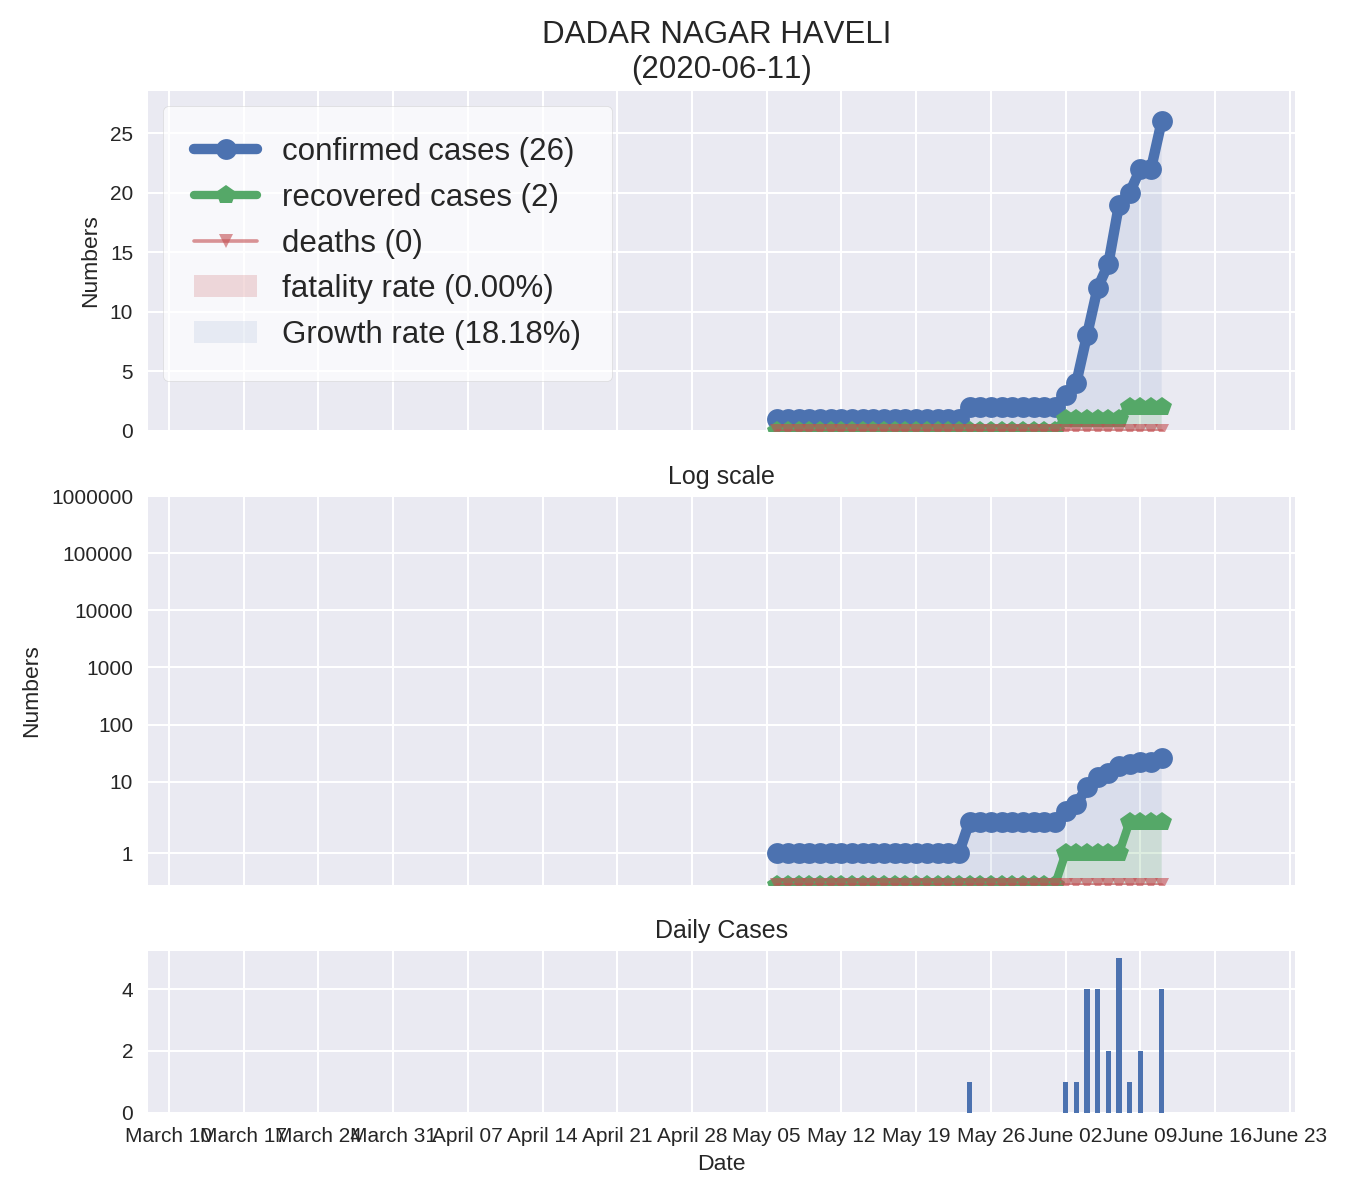 DADAR NAGAR HAVELI
(2020-06-11)
25
20
15
10
5
0
Numbers
confirmed cases (26)
recovered cases (2)
deaths (0)
fatality rate (0.00%)
Growth rate (18.18%)
Log scale
1000000
100000
10000
1000
100
10
1
Numbers
Daily Cases
4
2
0
March 10 March 17 March 24 March 31 April 07 April 14 April 21 April 28 May 05 May 12 May 19 May 26 June 02 June 09 June 16 June 23
Date